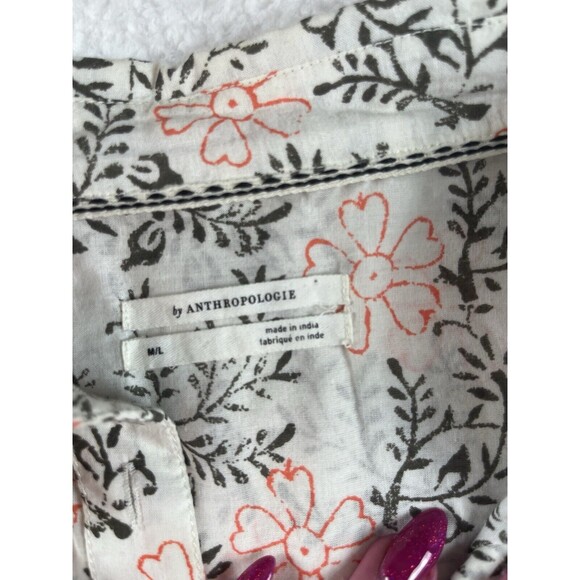 by ANTHROPOLOGIE
made in india
M/L fabriqué en inde